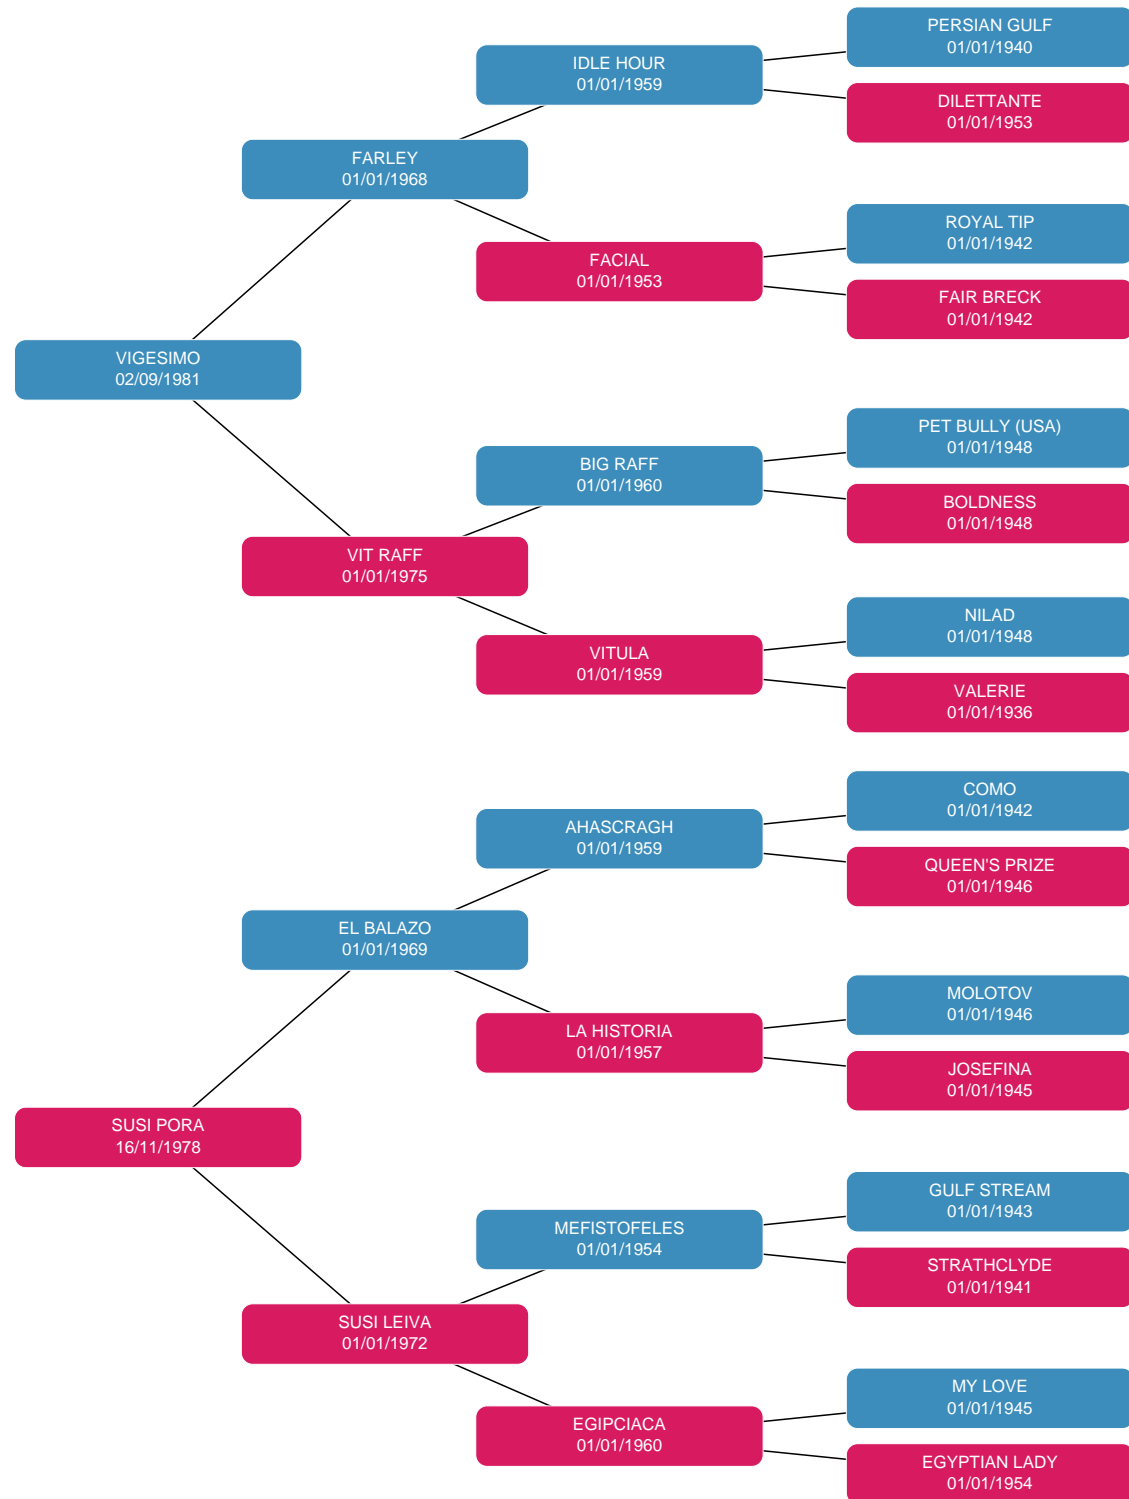 PERSIAN GULF
01/01/1940
IDLE HOUR
01/01/1959
DILETTANTE
01/01/1953
FARLEY
01/01/1968
ROYAL TIP
01/01/1942
FACIAL
01/01/1953
FAIR BRECK
01/01/1942
VIGESIMO
02/09/1981
PET BULLY (USA)
01/01/1948
BIG RAFF
01/01/1960
BOLDNESS
01/01/1948
VIT RAFF
01/01/1975
NILAD
01/01/1948
VITULA
01/01/1959
VALERIE
01/01/1936
COMO
01/01/1942
AHASCRAGH
01/01/1959
QUEEN'S PRIZE
01/01/1946
EL BALAZO
01/01/1969
MOLOTOV
01/01/1946
LA HISTORIA
01/01/1957
JOSEFINA
01/01/1945
SUSI PORA
16/11/1978
GULF STREAM
01/01/1943
MEFISTOFELES
01/01/1954
STRATHCLYDE
01/01/1941
SUSI LEIVA
01/01/1972
MY LOVE
01/01/1945
EGIPCIACA
01/01/1960
EGYPTIAN LADY
01/01/1954